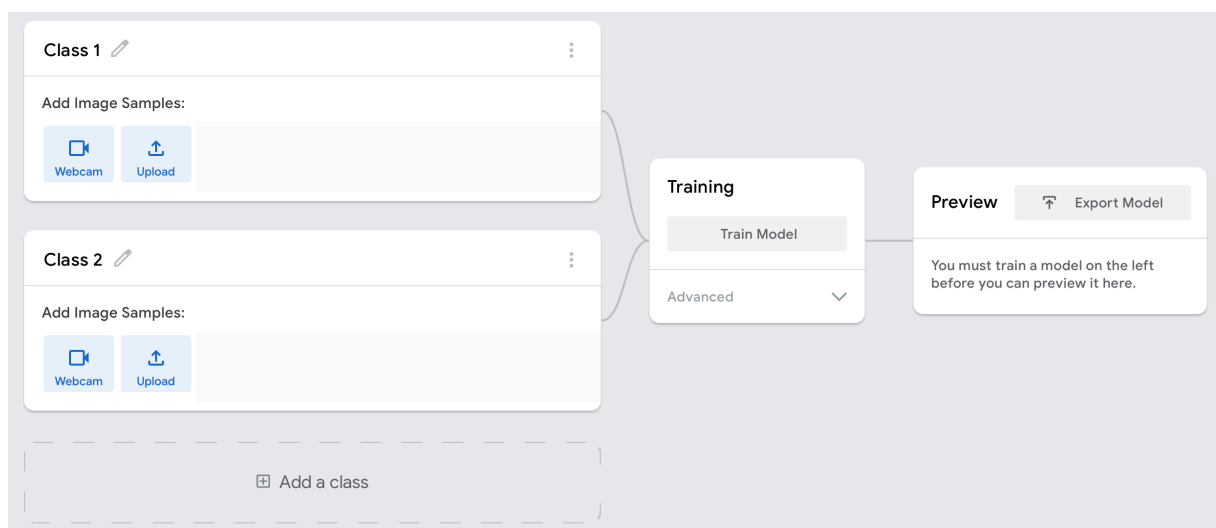 Class 1
Add Image Samples:
Webcam
Upload
Class 2
Add Image Samples:
Webcam
Upload
Add a class
Training
Train Model
Advanced
Preview
Export Model
You must train a model on the left
before you can preview it here.